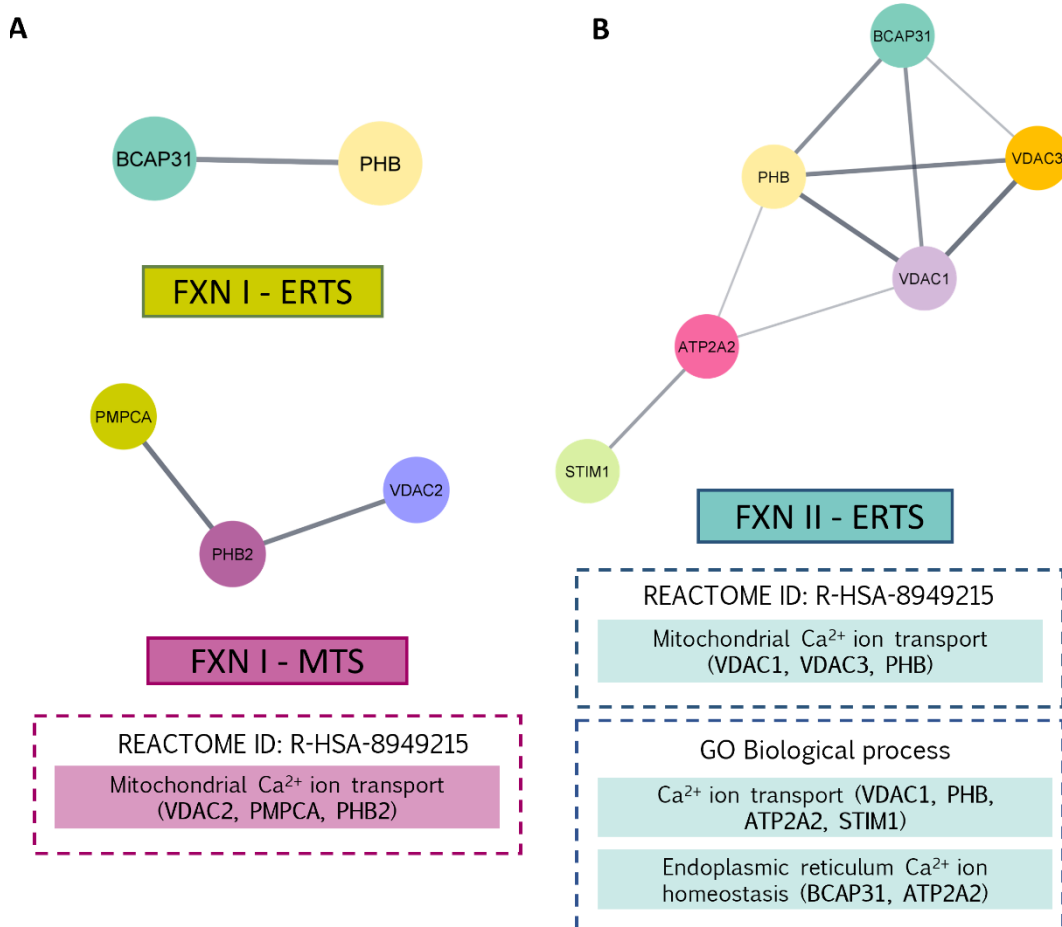 A
BCAP31
PHB
FXN I - ERTS
PMPCA
VDAC2
PHB2
FXN I - MTS
REACTOME ID: R-HSA-8949215
Mitochondrial Ca²⁺ ion transport
(VDAC2, PMPCA, PHB2)
B
BCAP31
VDAC3
PHB
VDAC1
ATP2A2
STIM1
FXN II - ERTS
REACTOME ID: R-HSA-8949215
Mitochondrial Ca²⁺ ion transport
(VDAC1, VDAC3, PHB)
GO Biological process
Ca²⁺ ion transport (VDAC1, PHB,
ATP2A2, STIM1)
Endoplasmic reticulum Ca²⁺ ion
homeostasis (BCAP31, ATP2A2)